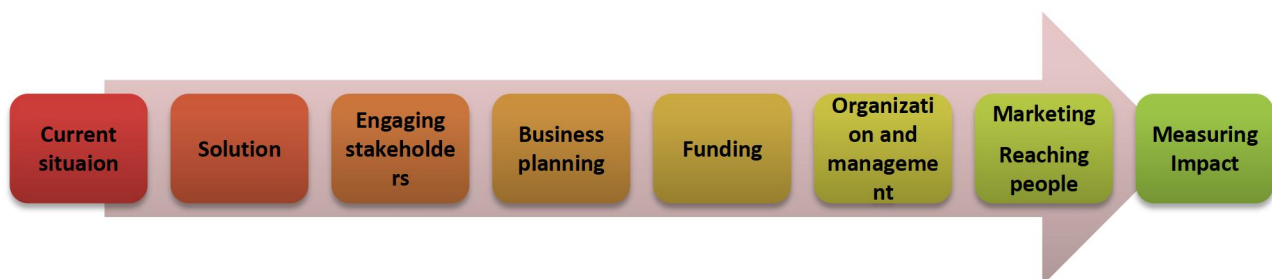 Current
situaion
Solution
Engaging
stakeholde
rs
Business
planning
Funding
Organizati
on and
manageme
nt
Marketing
Reaching
people
Measuring
Impact